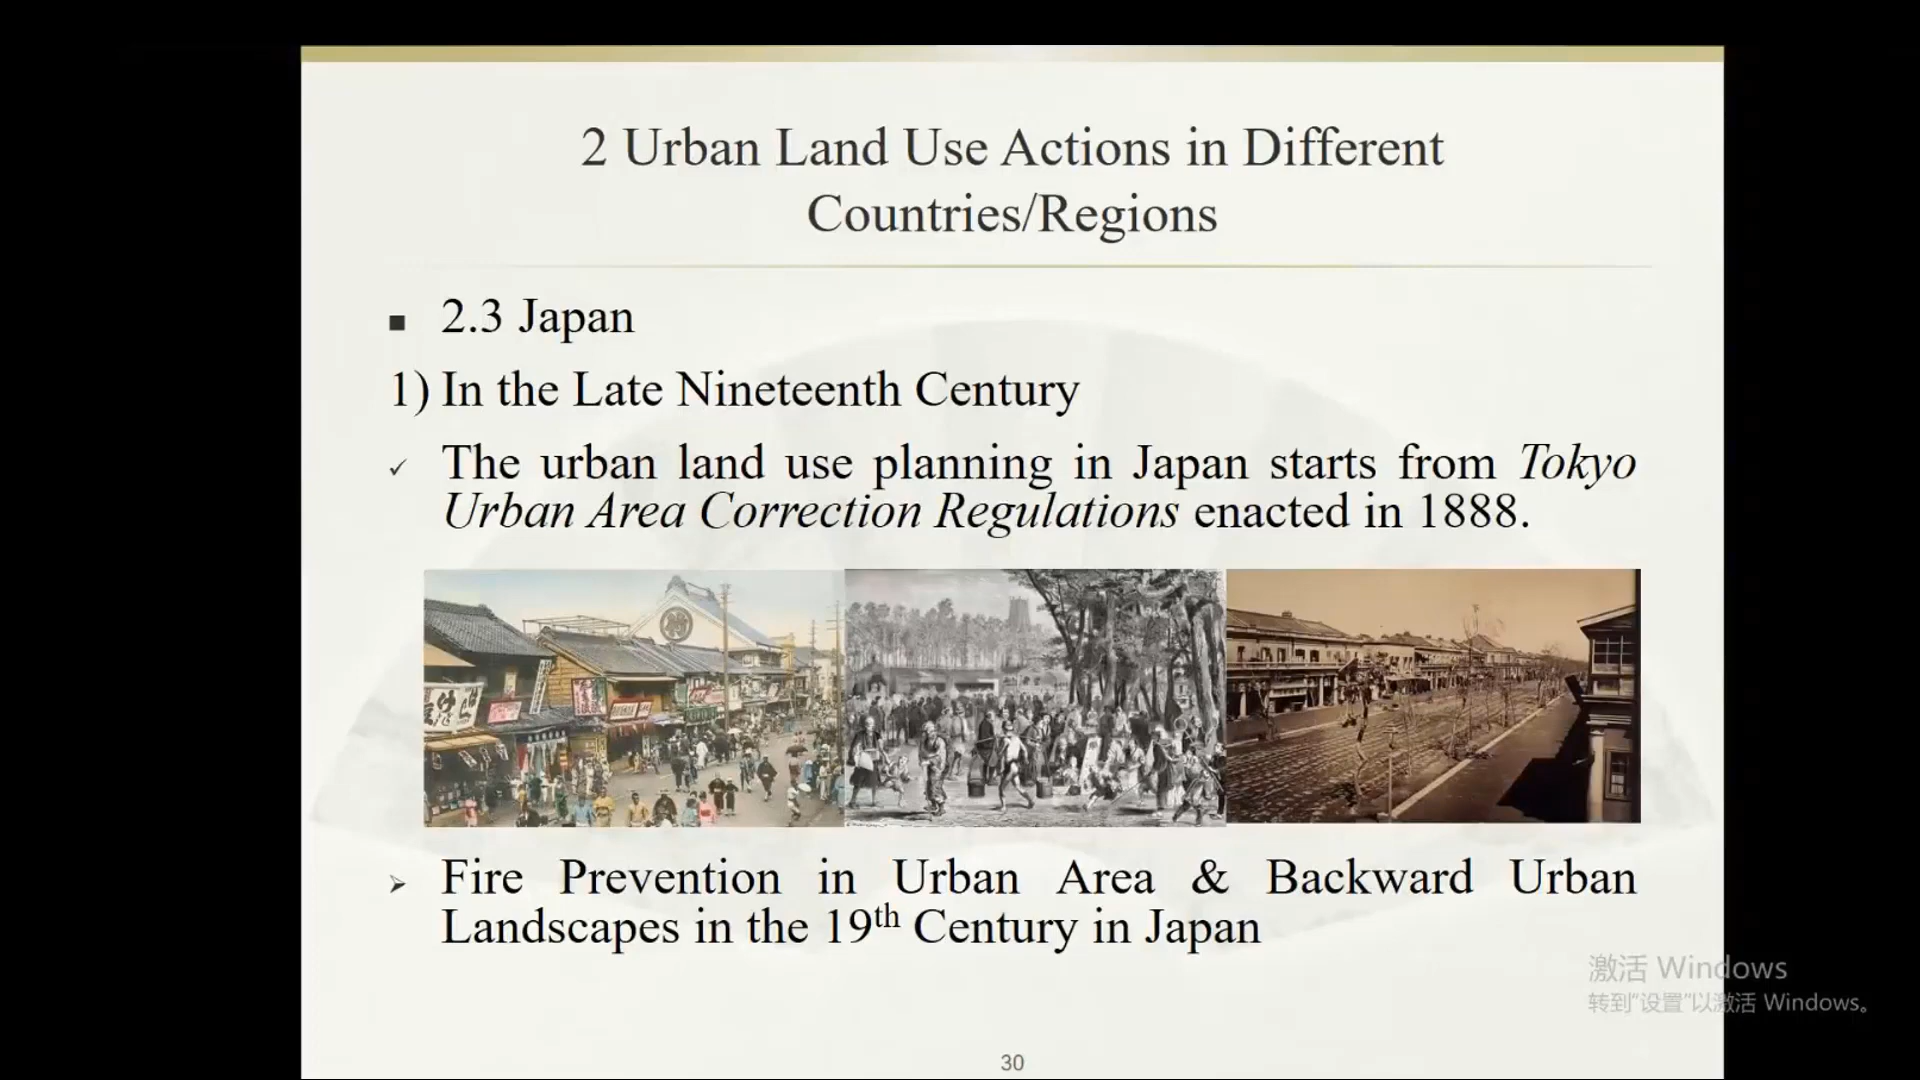 2 Urban Land Use Actions in Different
Countries/Regions
■ 2.3 Japan
1) In the Late Nineteenth Century
✓ The urban land use planning in Japan starts from Tokyo
Urban Area Correction Regulations enacted in 1888.
➢ Fire Prevention in Urban Area & Backward Urban
Landscapes in the 19th Century in Japan
激活 Windows
转到“设置”以激活 Windows。
30